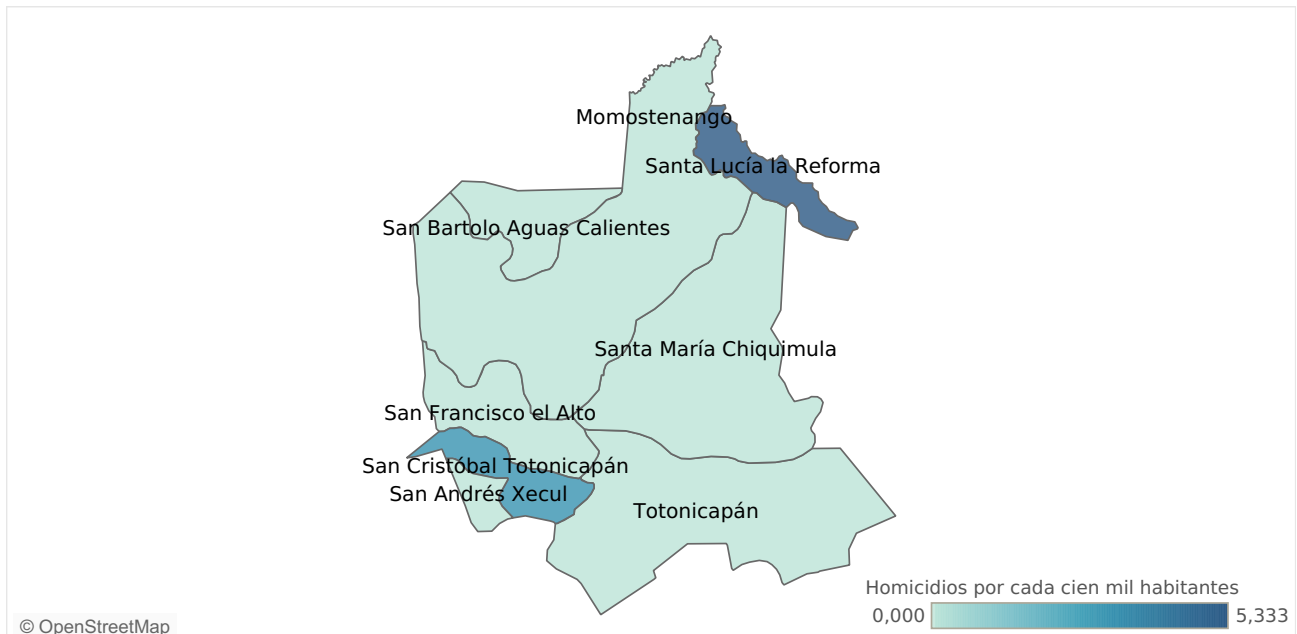 Momostenango
Santa Lucía la Reforma
San Bartolo Aguas Calientes
Santa María Chiquimula
San Francisco el Alto
San Cristóbal Totonicapán
San Andrés Xecul
Totonicapán
Homicidios por cada cien mil habitantes
0,000 5,333
© OpenStreetMap